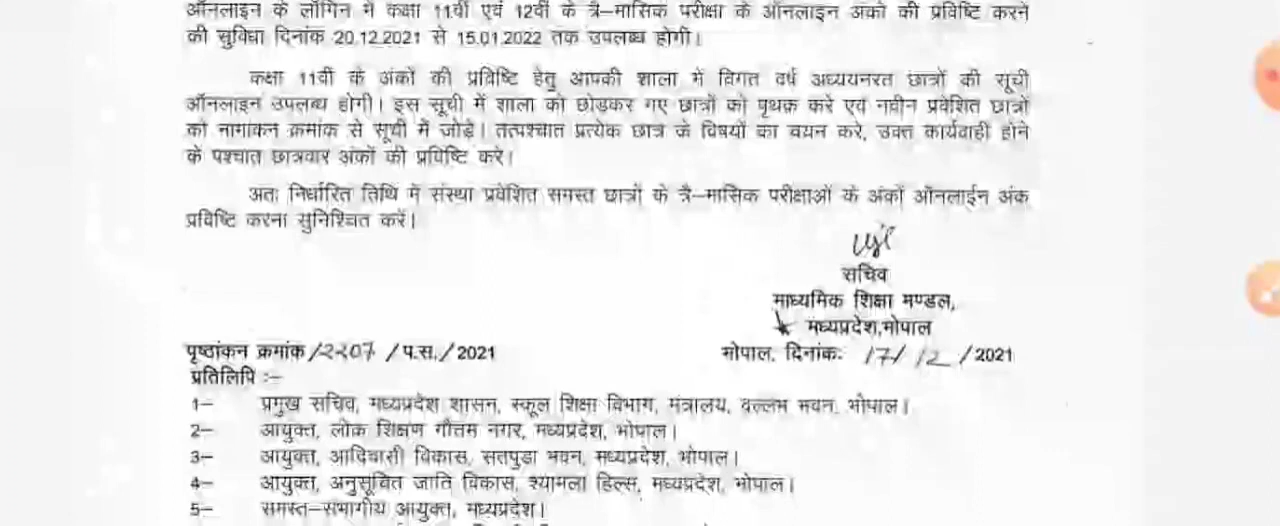 ऑनलाइन के लॉगिन में कक्षा 11वीं एवं 12वीं के त्रै–मासिक परीक्षा के ऑनलाइन अंकों की प्रविष्टि करने
की सुविधा दिनांक 20.12.2021 से 15.01.2022 तक उपलब्ध होगी।
कक्षा 11वीं के अंकों की प्रविष्टि हेतु आपकी शाला में विगत वर्ष अध्ययनरत छात्रों की सूची
ऑनलाइन उपलब्ध होगी। इस सूची में शाला को छोड़कर गए छात्रों को पृथक़ करे एवं नवीन प्रवेशित छात्रों
को नामांकन क्रमांक से सूची में जोड़े। तत्पश्चात प्रत्येक छात्र के विषयों का चयन करे, उक्त कार्यवाही होने
के पश्चात छात्रवार अंकों की प्रविष्टि करे।
अतः निर्धारित तिथि में संस्था प्रवेशित समस्त छात्रों के त्रै–मासिक परीक्षाओं के अंकों ऑनलाईन अंक
प्रविष्टि करना सुनिश्चित करें।
सचिव
माध्यमिक शिक्षा मण्डल,
मध्यप्रदेश,भोपाल
पृष्ठांकन क्रमांक /2207 /प.स./2021 भोपाल, दिनांकः 17/12/2021
प्रतिलिपि :–
1– प्रमुख सचिव, मध्यप्रदेश शासन, स्कूल शिक्षा विभाग, मंत्रालय, वल्लभ भवन, भोपाल।
2– आयुक्त, लोक शिक्षण गौतम नगर, मध्यप्रदेश, भोपाल।
3– आयुक्त, आदिवासी विकास, सतपुडा भवन, मध्यप्रदेश, भोपाल।
4– आयुक्त, अनुसूचित जाति विकास, श्यामला हिल्स, मध्यप्रदेश, भोपाल।
5– समस्त–संभागीय आयुक्त, मध्यप्रदेश।